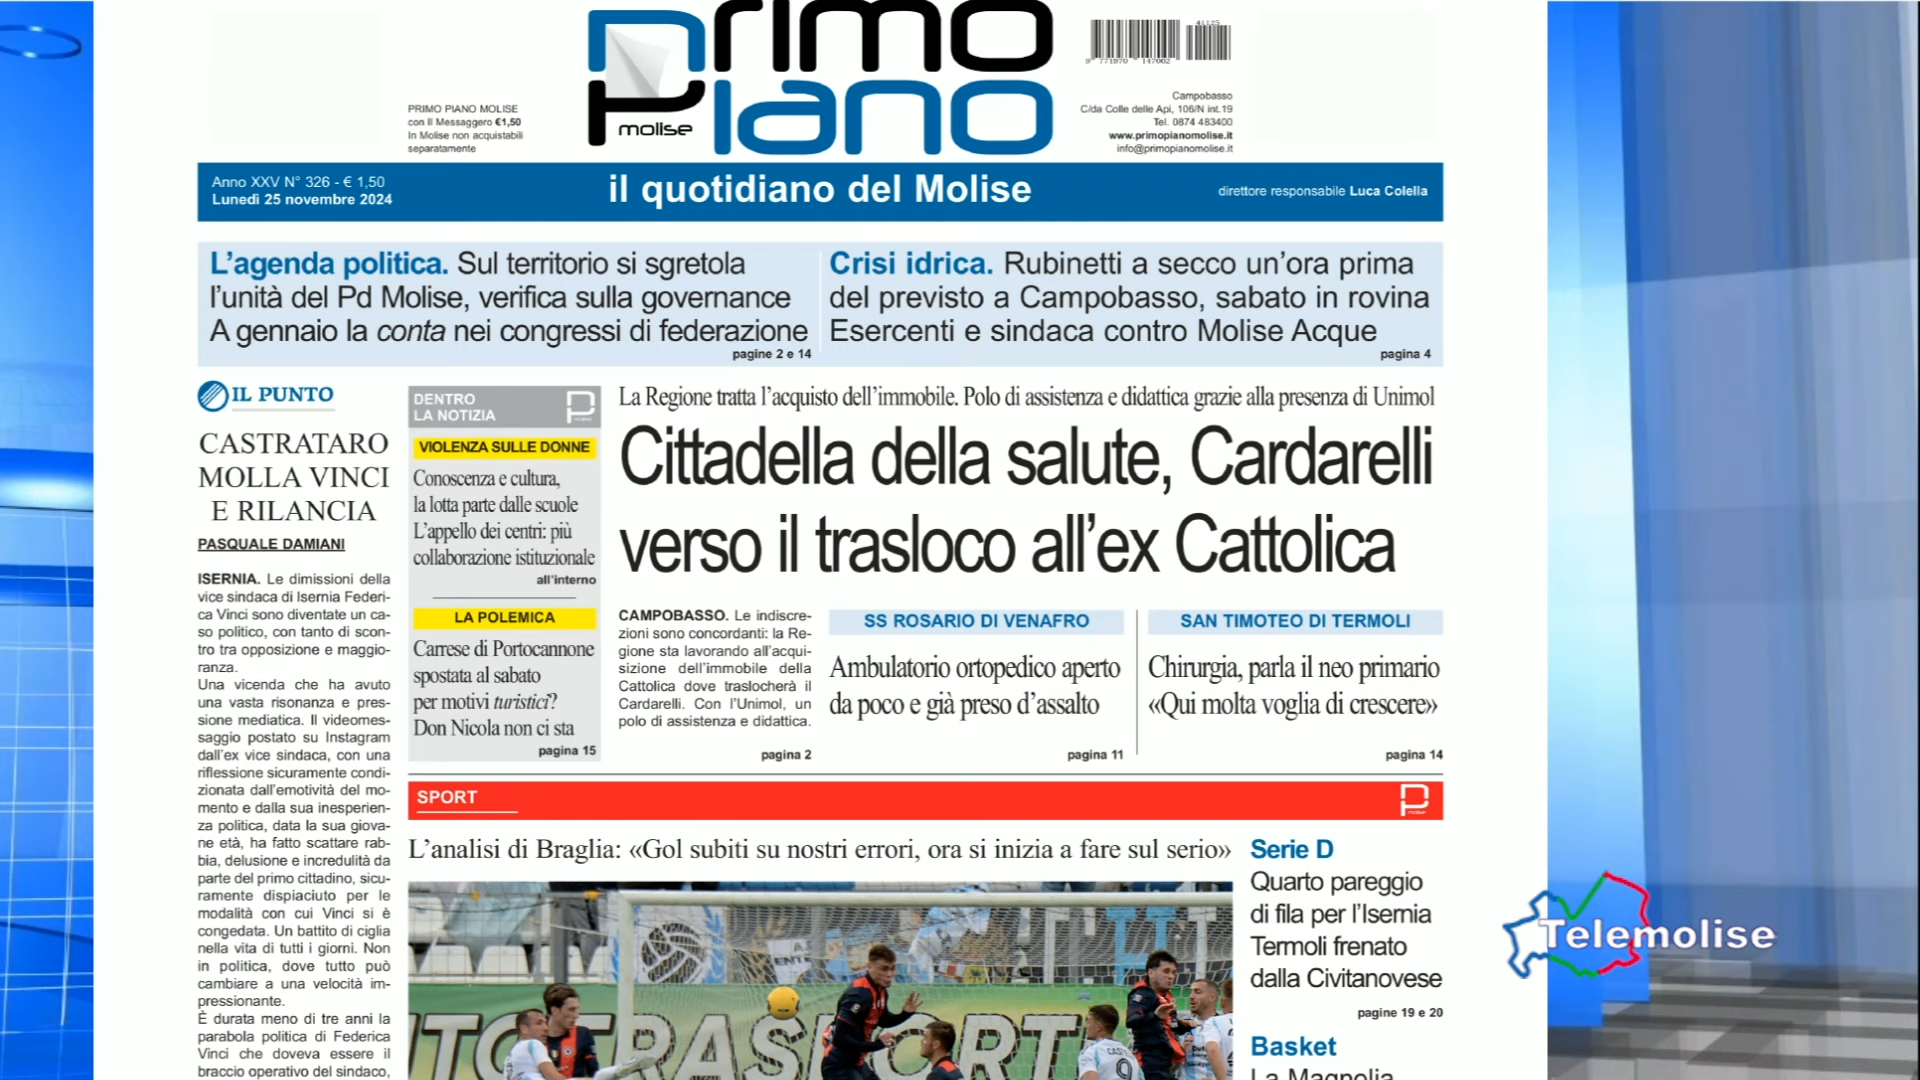 PRIMO PIANO MOLISE
con Il Messaggero €1,50
In Molise non acquistabili
separatamente
Primo
Piano
molise
41125
9 771970 147002
Campobasso
C/da Colle delle Api, 106/N int.19
Tel. 0874 483400
www.primopianomolise.it
info@primopianomolise.it
Anno XXV N° 326 - € 1,50
Lunedì 25 novembre 2024
il quotidiano del Molise
direttore responsabile Luca Colella
L'agenda politica. Sul territorio si sgretola
l'unità del Pd Molise, verifica sulla governance
A gennaio la conta nei congressi di federazione
pagine 2 e 14
Crisi idrica. Rubinetti a secco un'ora prima
del previsto a Campobasso, sabato in rovina
Esercenti e sindaca contro Molise Acque
pagina 4
IL PUNTO
CASTRATARO
MOLLA VINCI
E RILANCIA
PASQUALE DAMIANI
ISERNIA. Le dimissioni della
vice sindaca di Isernia Federi-
ca Vinci sono diventate un ca-
so politico, con tanto di scon-
tro tra opposizione e maggio-
ranza.
Una vicenda che ha avuto
una vasta risonanza e pres-
sione mediatica. Il videomes-
saggio postato su Instagram
dall'ex vice sindaca, con una
riflessione sicuramente condi-
zionata dall'emotività del mo-
mento e dalla sua inesperien-
za politica, data la sua giova-
ne età, ha fatto scattare rab-
bia, delusione e incredulità da
parte del primo cittadino, sicu-
ramente dispiaciuto per le
modalità con cui Vinci si è
congedata. Un battito di ciglia
nella vita di tutti i giorni. Non
in politica, dove tutto può
cambiare a una velocità im-
pressionante.
È durata meno di tre anni la
parabola politica di Federica
Vinci che doveva essere il
braccio operativo del sindaco,
DENTRO
LA NOTIZIA
VIOLENZA SULLE DONNE
Conoscenza e cultura,
la lotta parte dalle scuole
L'appello dei centri: più
collaborazione istituzionale
all'interno
LA POLEMICA
Carrese di Portocannone
spostata al sabato
per motivi turistici?
Don Nicola non ci sta
pagina 15
La Regione tratta l'acquisto dell'immobile. Polo di assistenza e didattica grazie alla presenza di Unimol
Cittadella della salute, Cardarelli
verso il trasloco all'ex Cattolica
CAMPOBASSO. Le indiscre-
zioni sono concordanti: la Re-
gione sta lavorando all'acqui-
sizione dell'immobile della
Cattolica dove traslocherà il
Cardarelli. Con l'Unimol, un
polo di assistenza e didattica.
pagina 2
SS ROSARIO DI VENAFRO
Ambulatorio ortopedico aperto
da poco e già preso d'assalto
pagina 11
SAN TIMOTEO DI TERMOLI
Chirurgia, parla il neo primario
«Qui molta voglia di crescere»
pagina 14
SPORT
L'analisi di Braglia: «Gol subiti su nostri errori, ora si inizia a fare sul serio»
Serie D
Quarto pareggio
di fila per l'Isernia
Termoli frenato
dalla Civitanovese
pagine 19 e 20
Basket
La Magnolia
Telemolise